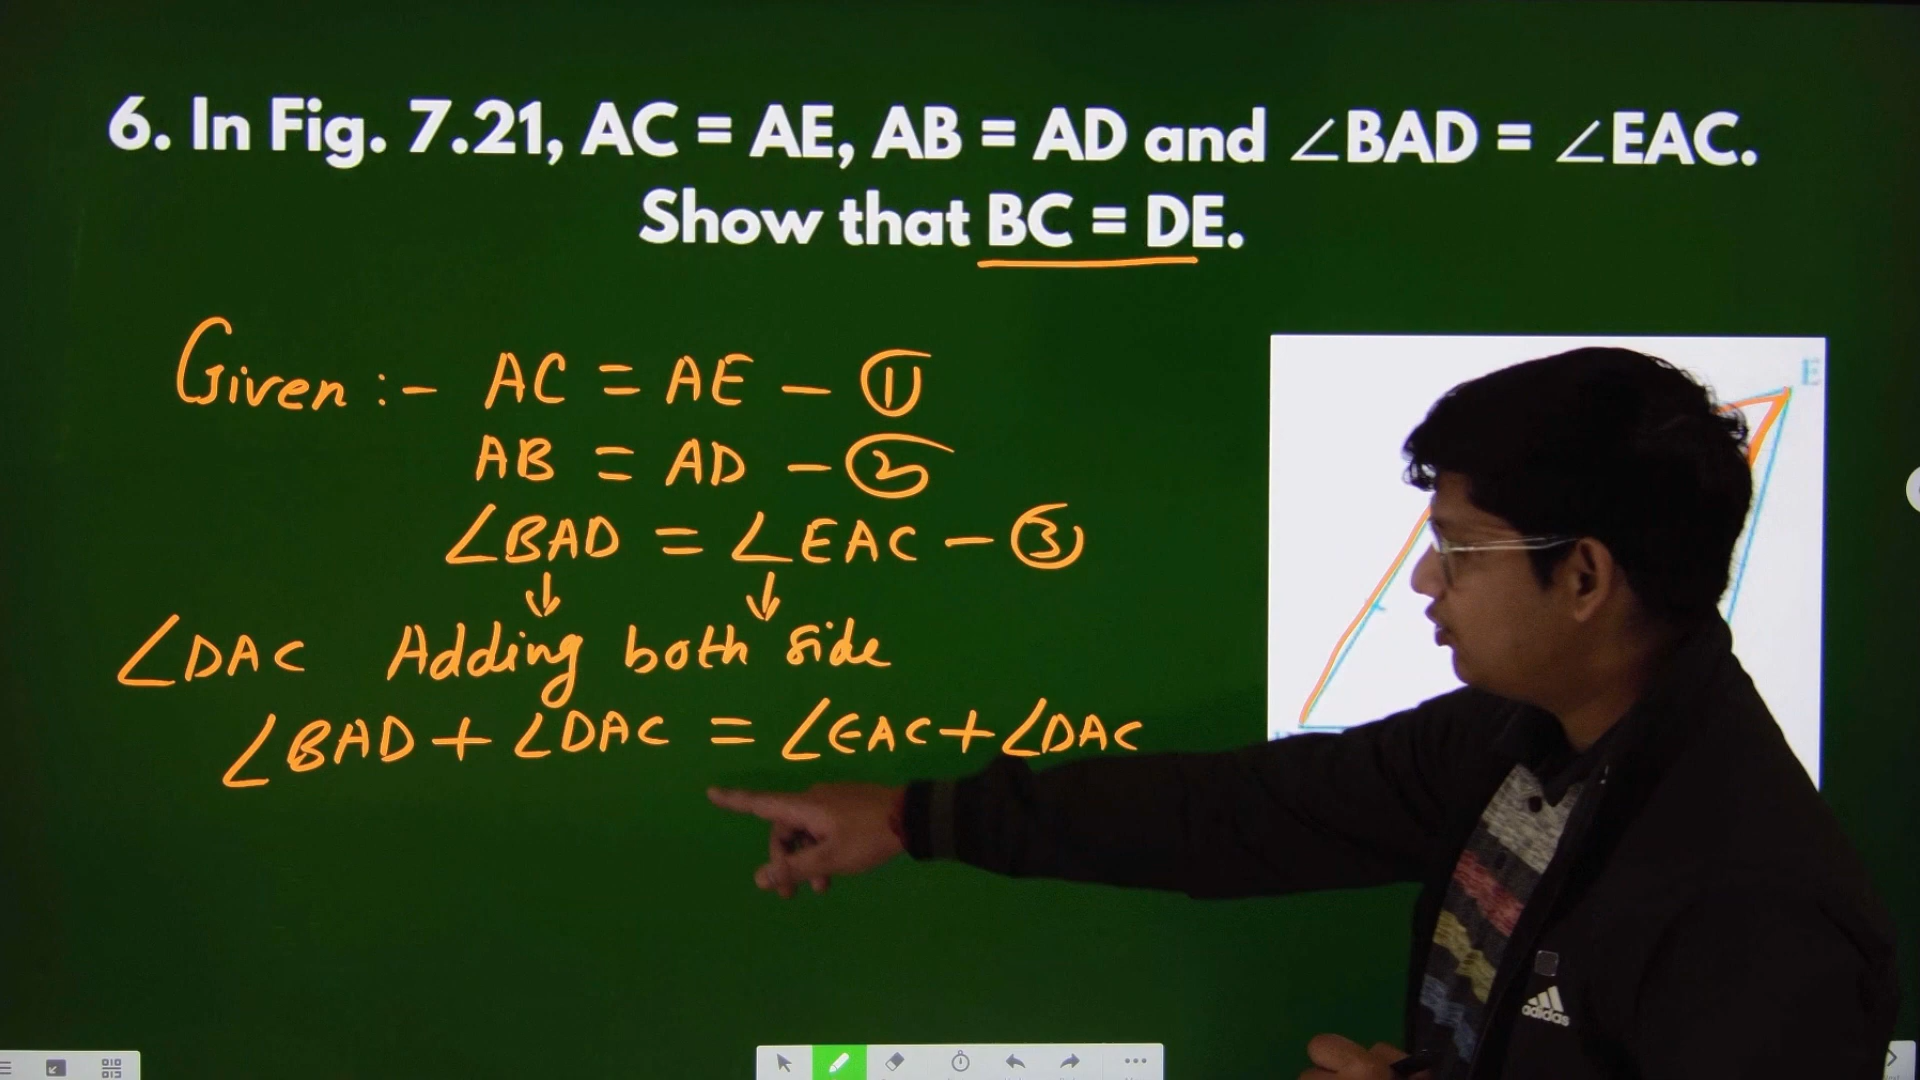 6. In Fig. 7.21, AC = AE, AB = AD and ∠BAD = ∠EAC.
Show that BC = DE.
Given :- AC = AE - ①
AB = AD - ②
∠BAD = ∠EAC - ③
↓ ↓
∠DAC Adding both side
∠BAD + ∠DAC = ∠EAC + ∠DAC
adidas